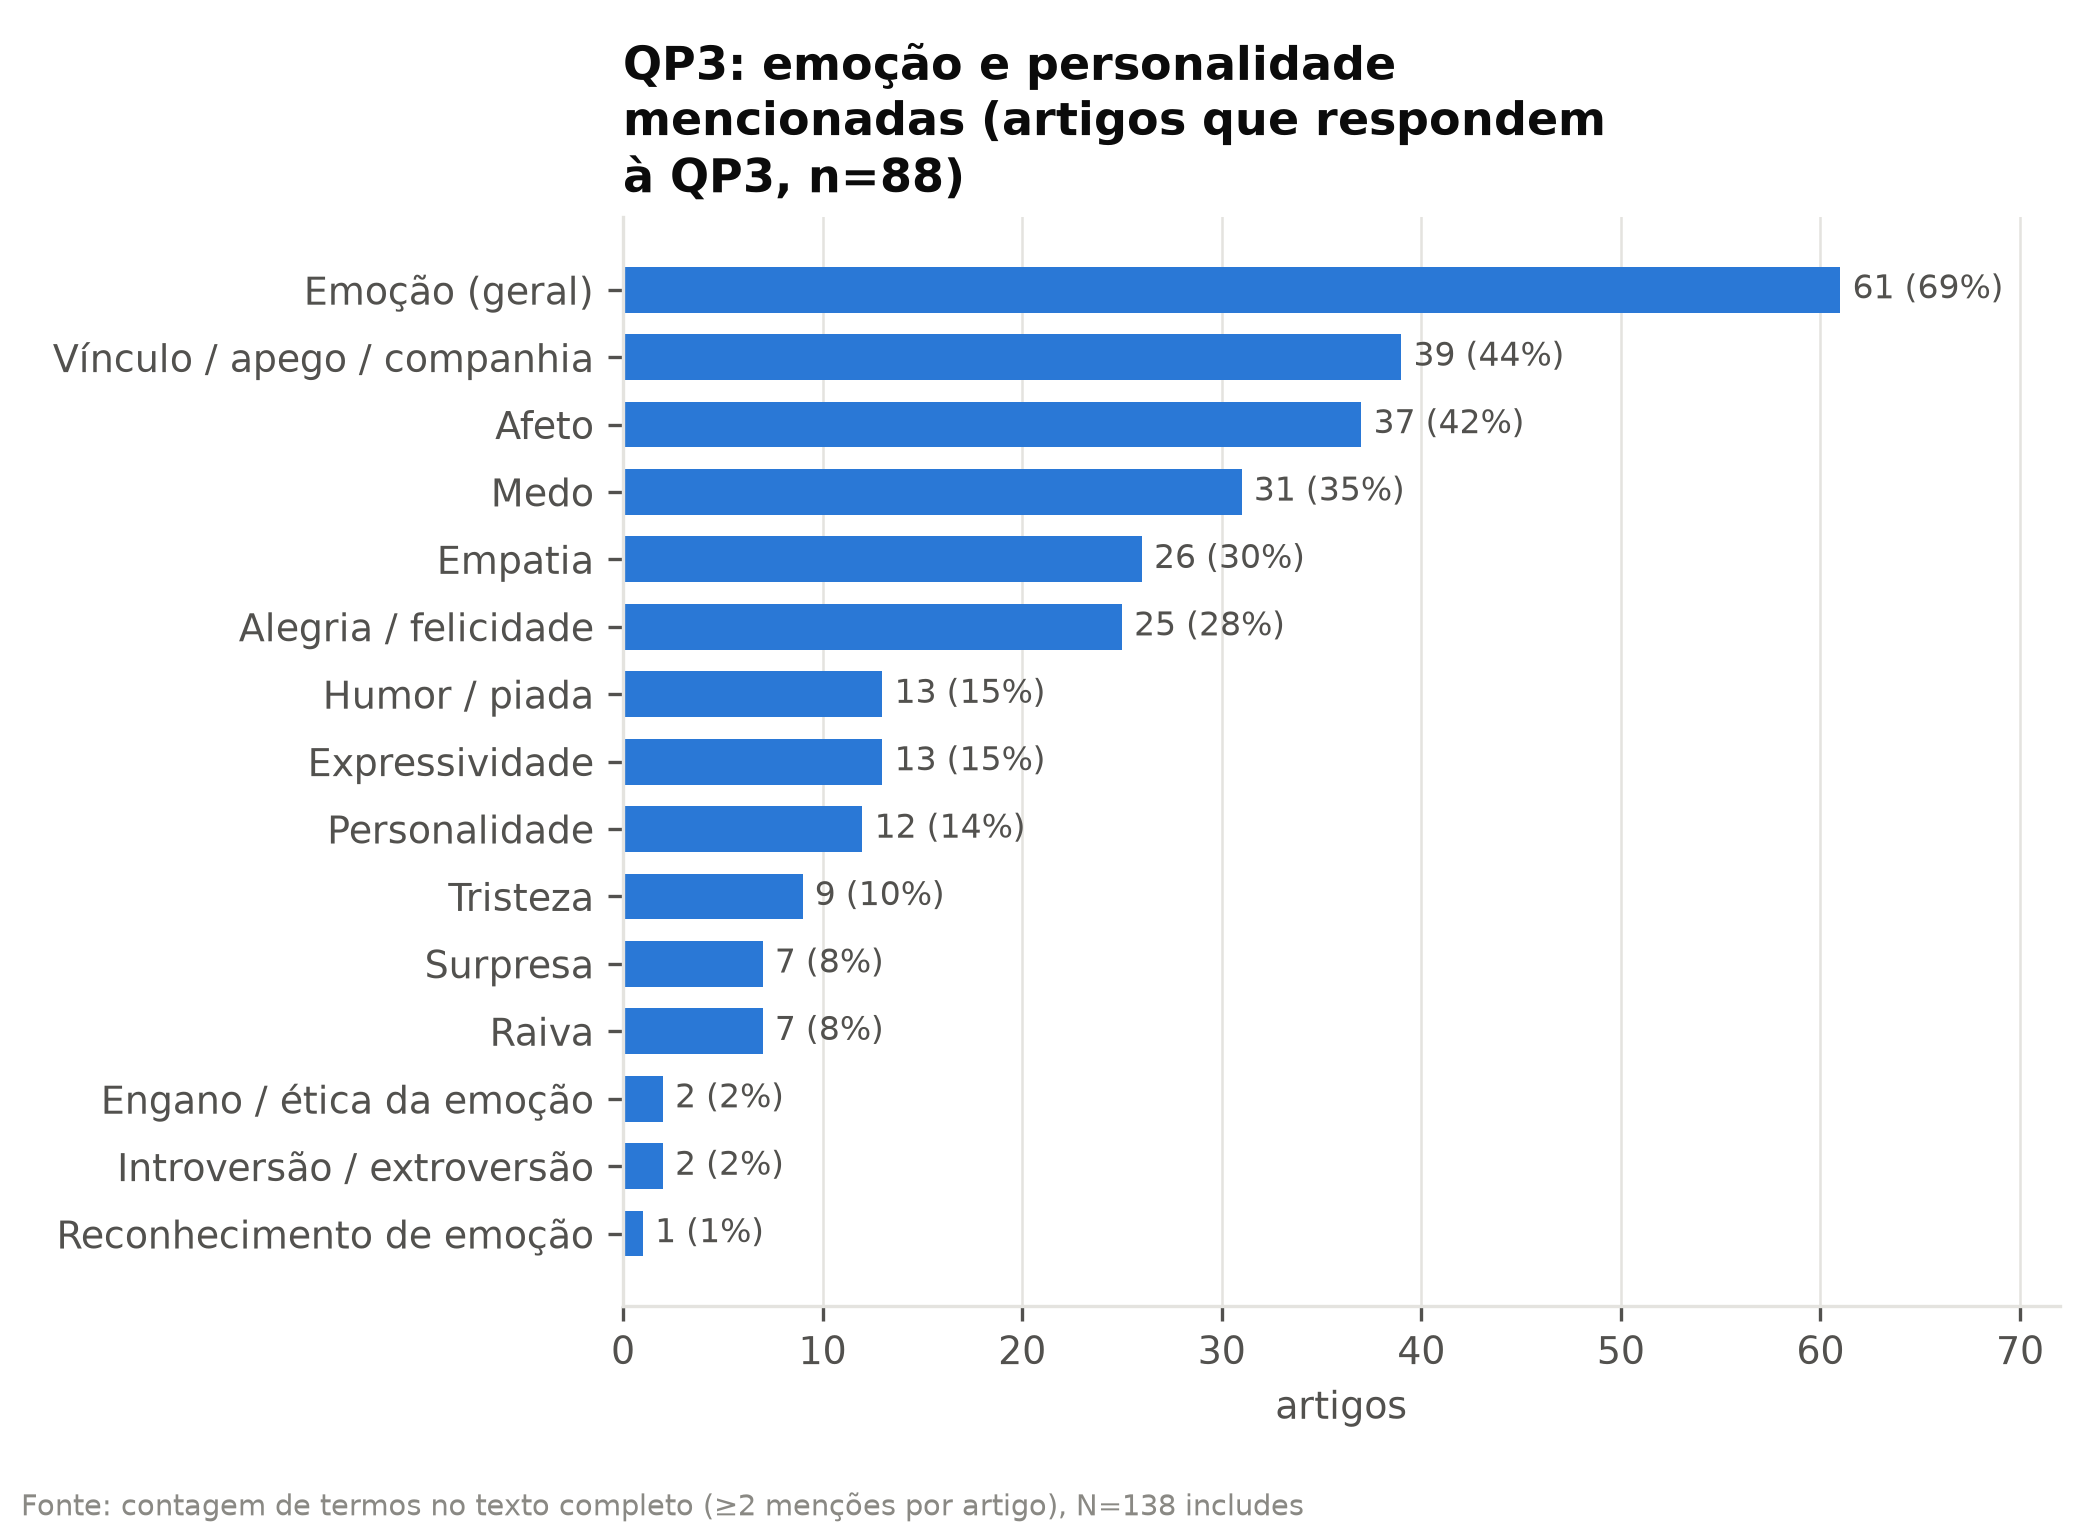 QP3: emoção e personalidade
mencionadas (artigos que respondem
à QP3, n=88)
Emoção (geral) 61 (69%)
Vínculo / apego / companhia 39 (44%)
Afeto 37 (42%)
Medo 31 (35%)
Empatia 26 (30%)
Alegria / felicidade 25 (28%)
Humor / piada 13 (15%)
Expressividade 13 (15%)
Personalidade 12 (14%)
Tristeza 9 (10%)
Surpresa 7 (8%)
Raiva 7 (8%)
Engano / ética da emoção 2 (2%)
Introversão / extroversão 2 (2%)
Reconhecimento de emoção 1 (1%)
0 10 20 30 40 50 60 70
artigos
Fonte: contagem de termos no texto completo (≥2 menções por artigo), N=138 includes